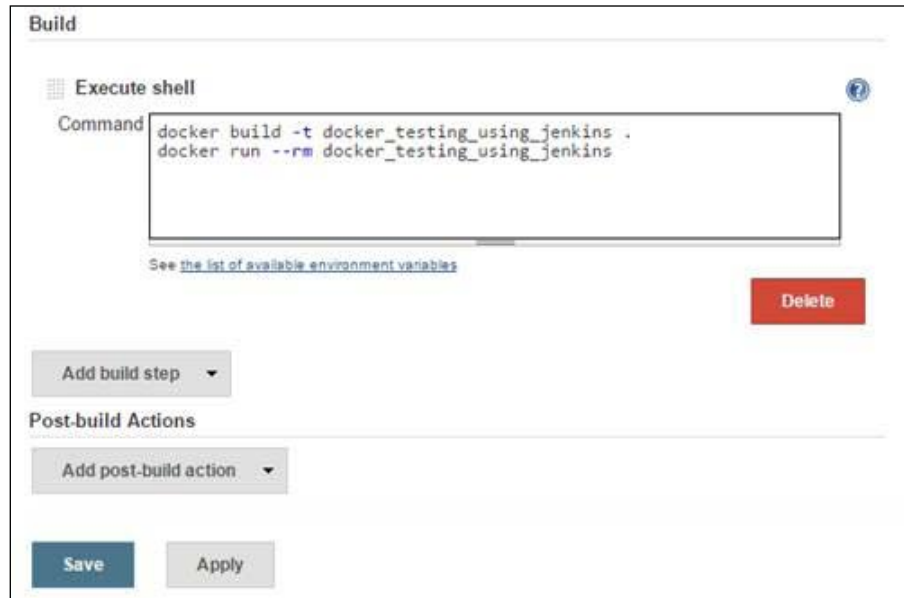 Build
Execute shell
Command
docker build -t docker_testing_using_jenkins .
docker run --rm docker_testing_using_jenkins
See the list of available environment variables
Delete
Add build step
Post-build Actions
Add post-build action
Save Apply